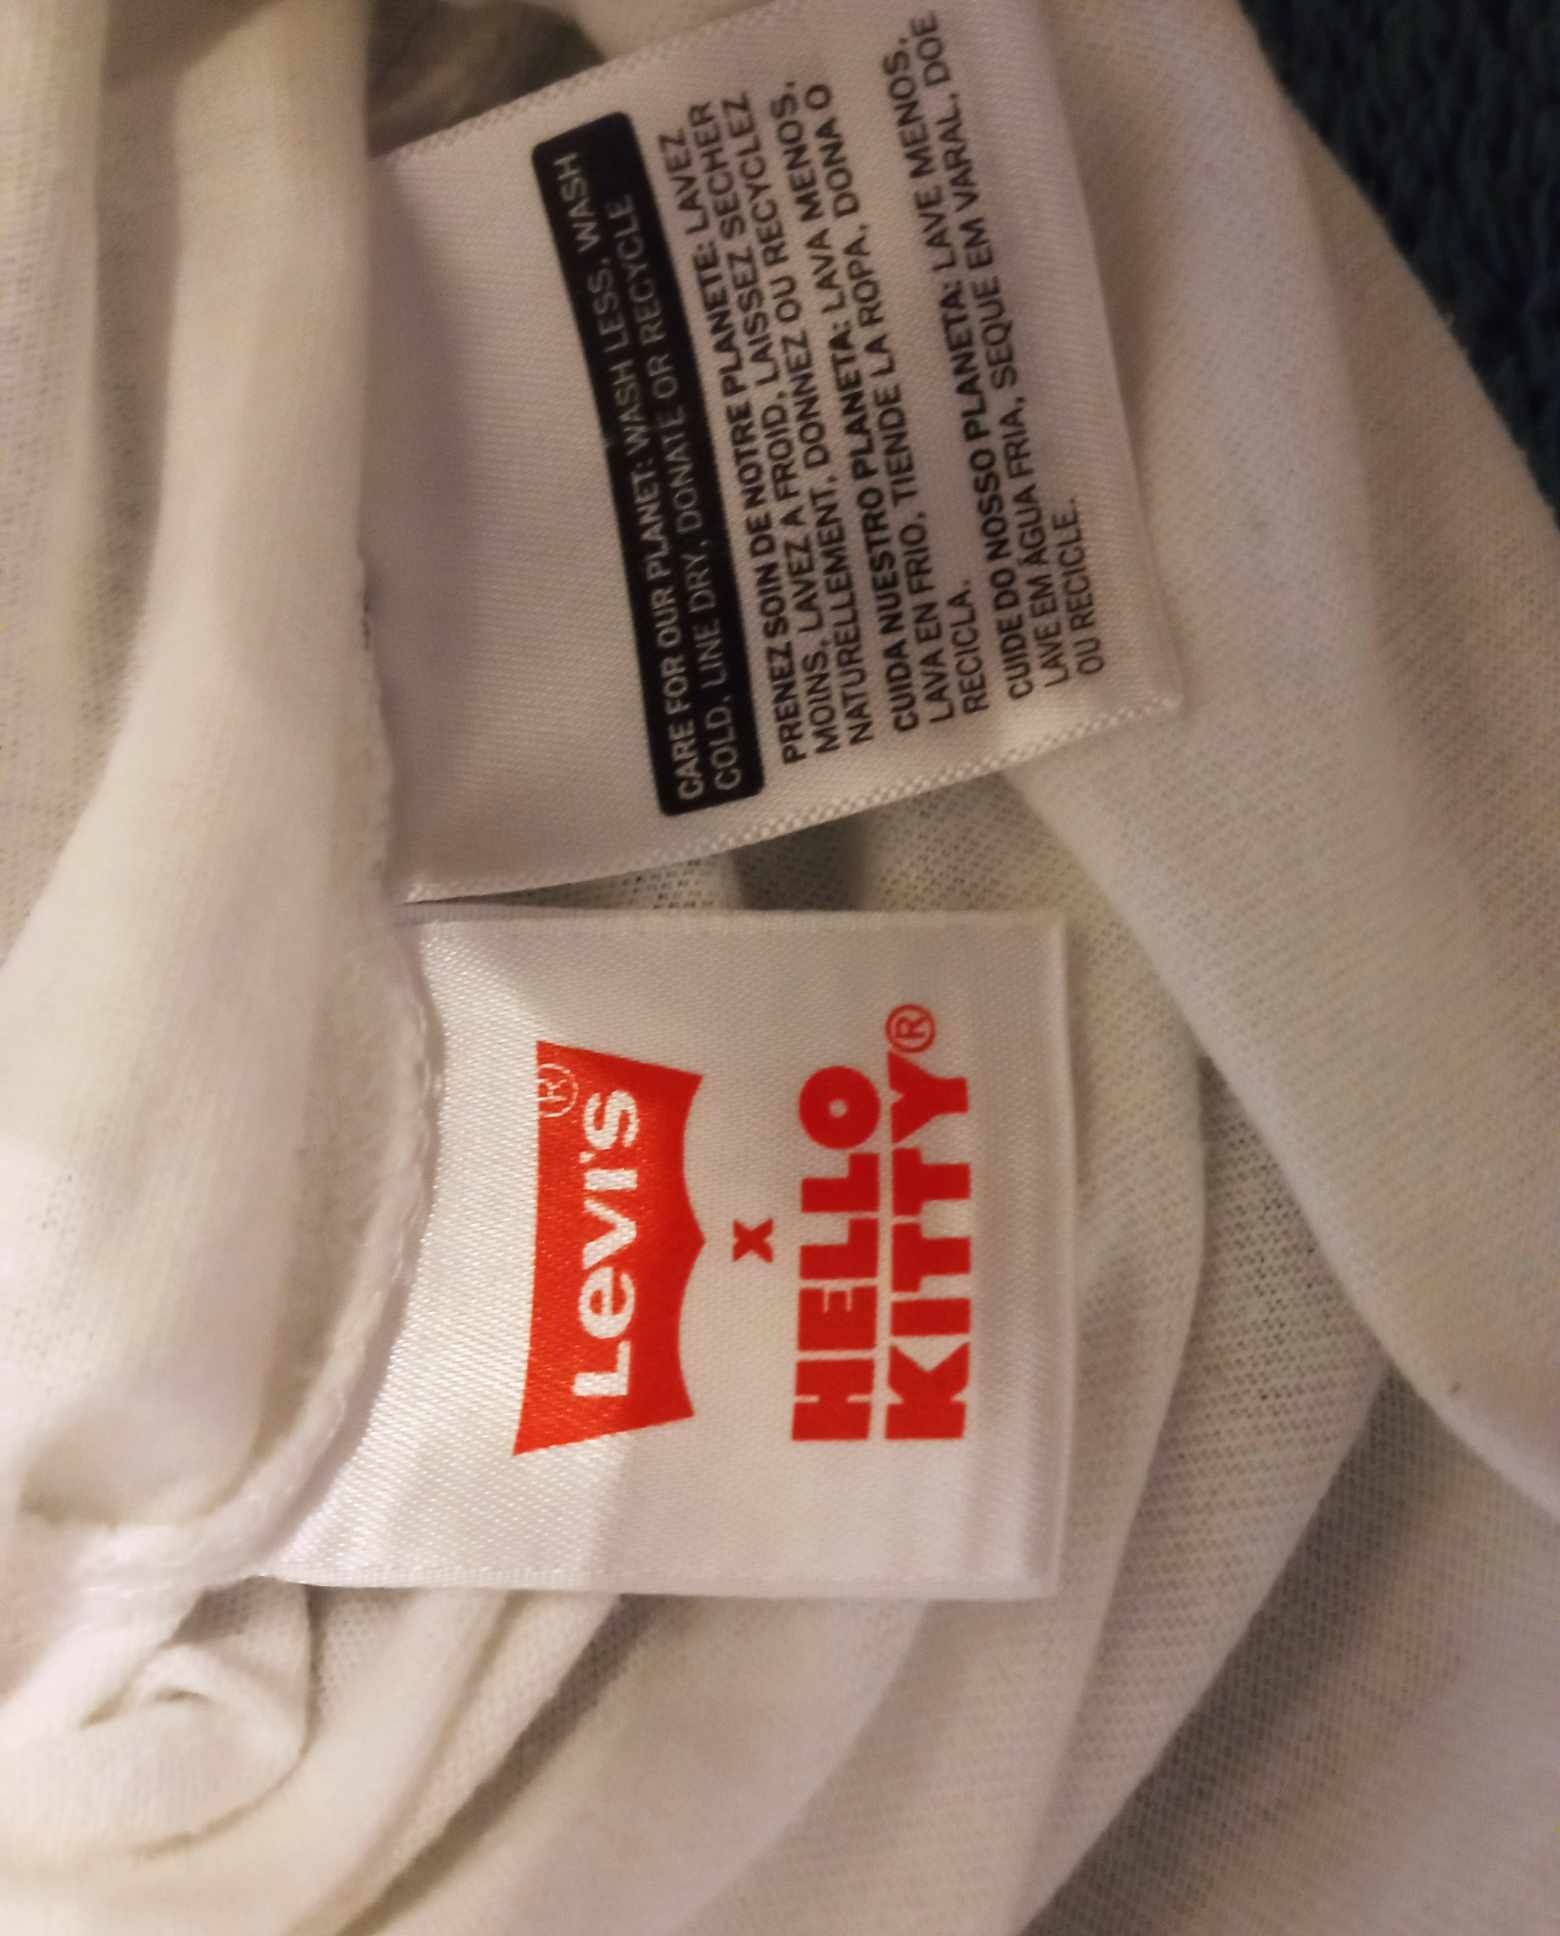 CARE FOR OUR PLANET: WASH LESS, WASH
COLD, LINE DRY, DONATE OR RECYCLE
PRENEZ SOIN DE NOTRE PLANETE: LAVEZ
MOINS, LAVEZ A FROID, LAISSEZ SECHER
NATURELLEMENT, DONNEZ OU RECYCLEZ
CUIDA NUESTRO PLANETA: LAVA MENOS,
LAVA EN FRIO, TIENDE LA ROPA, DONA O
RECICLA.
CUIDE DO NOSSO PLANETA: LAVE MENOS,
LAVE EM ÁGUA FRIA, SEQUE EM VARAL, DOE
OU RECICLE.
Levi's®
x
HELLO
KITTY®